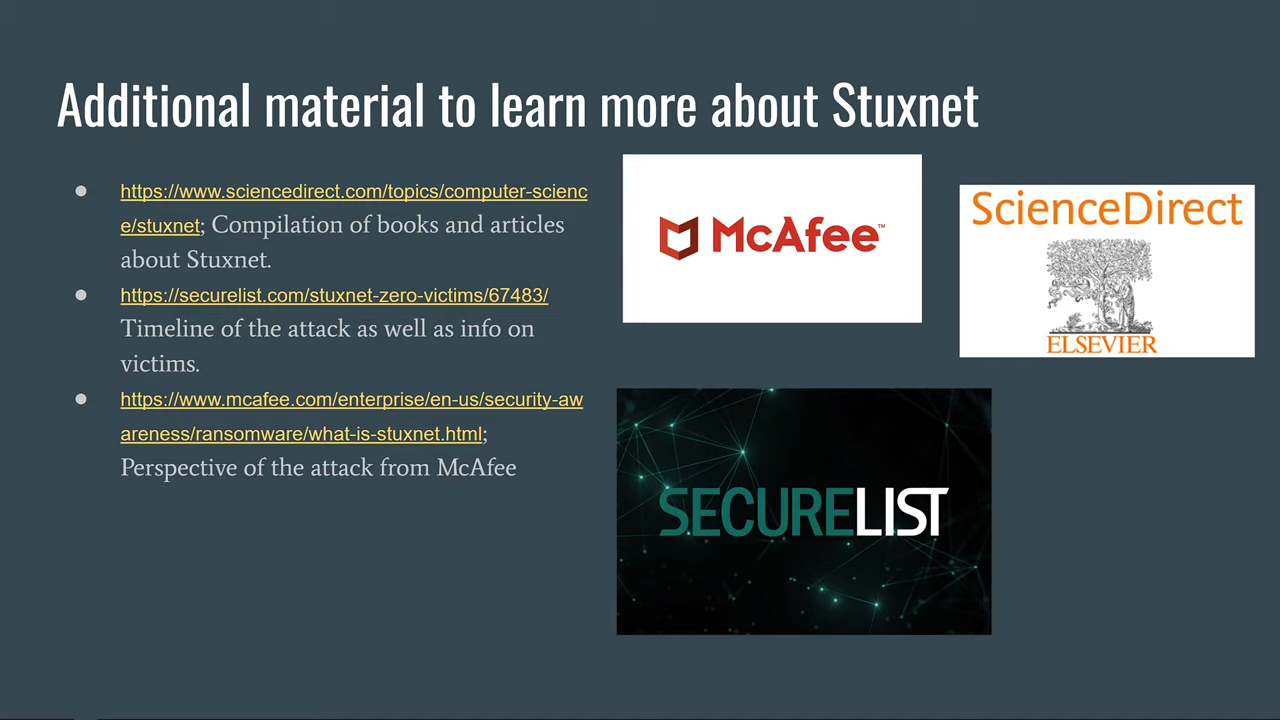 Additional material to learn more about Stuxnet
● https://www.sciencedirect.com/topics/computer-scienc
e/stuxnet; Compilation of books and articles
about Stuxnet.
● https://securelist.com/stuxnet-zero-victims/67483/
Timeline of the attack as well as info on
victims.
● https://www.mcafee.com/enterprise/en-us/security-aw
areness/ransomware/what-is-stuxnet.html;
Perspective of the attack from McAfee
McAfee™
ScienceDirect
ELSEVIER
SECURELIST